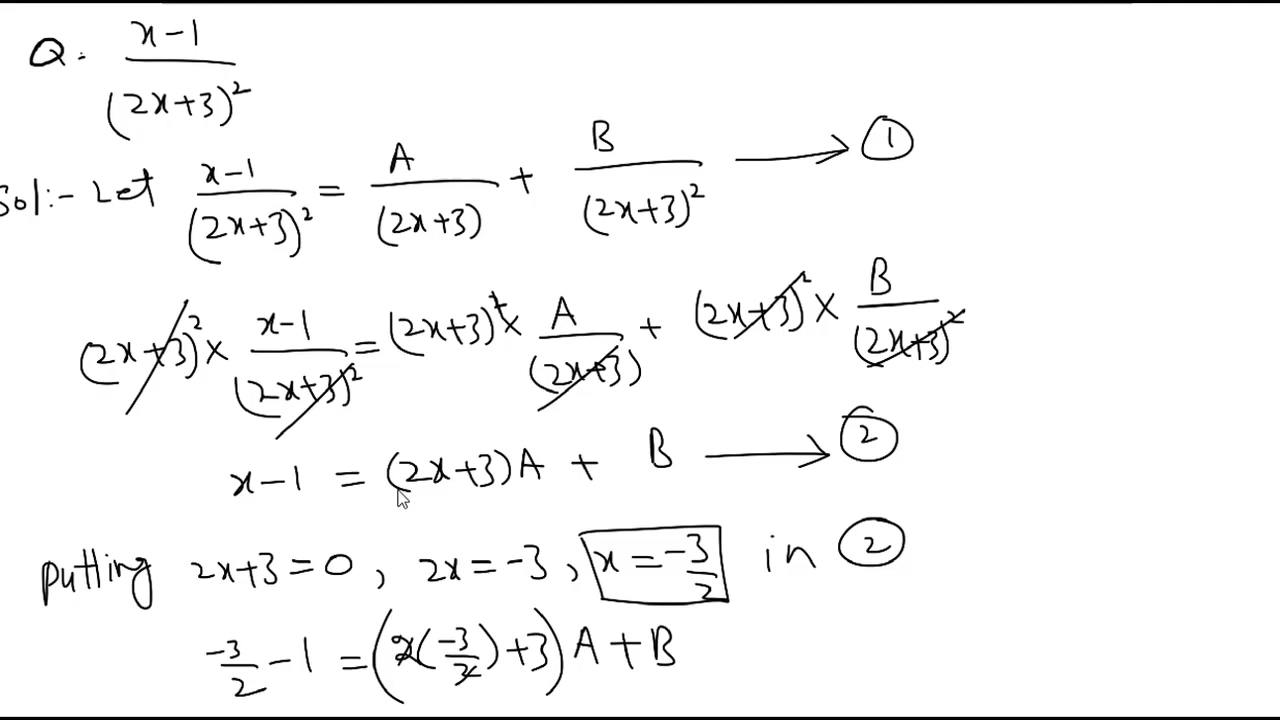 Q. (x-1)/(2x+3)²
Sol:- Let (x-1)/(2x+3)² = A/(2x+3) + B/(2x+3)² ⟶ ①
(2x+3)² × (x-1)/(2x+3)² = (2x+3)² × A/(2x+3) + (2x+3)² × B/(2x+3)²
x-1 = (2x+3)A + B ⟶ ②
putting 2x+3=0, 2x=-3, x=-3/2 in ②
-3/2 - 1 = (2(-3/2)+3)A+B